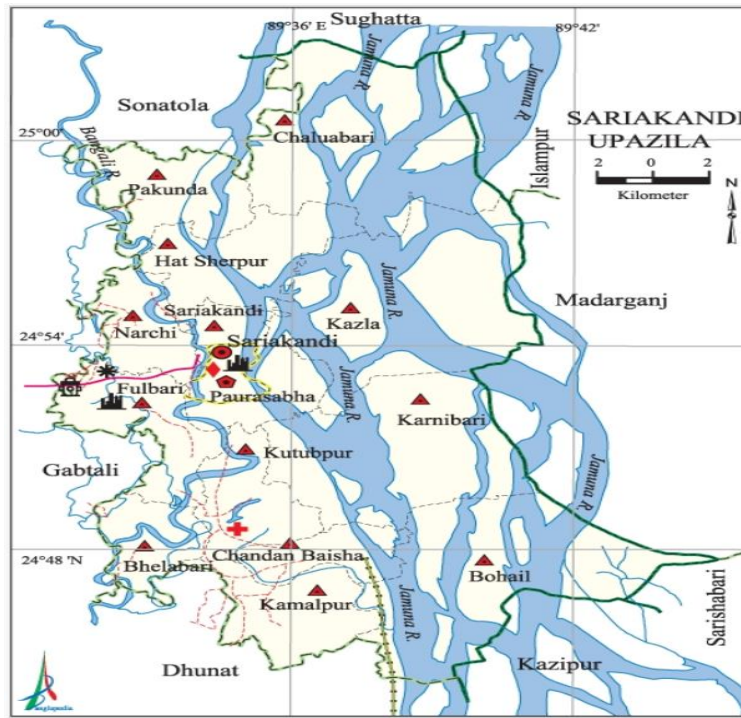 Sughatta
89°36' E
89°42'
Jamuna R.
Jamuna R.
Jamuna R.
Sonatola
SARIAKANDI
UPAZILA
Chaluabari
25°00'
Bangali R.
Islampur
2 0 2
Kilometer
N
Pakunda
Hat Sherpur
Jamuna R.
Madarganj
Narchi
Sariakandi
Kazla
24°54'
Sariakandi
Jamuna R.
Fulbari
Paurasabha
Karnibari
Gabtali
Kutubpur
Jamuna R.
24°48' 'N
Bhelabari
Chandan Baisha
Bohail
Kamalpur
Jamuna R.
Sarishabari
Dhunat
Kazipur